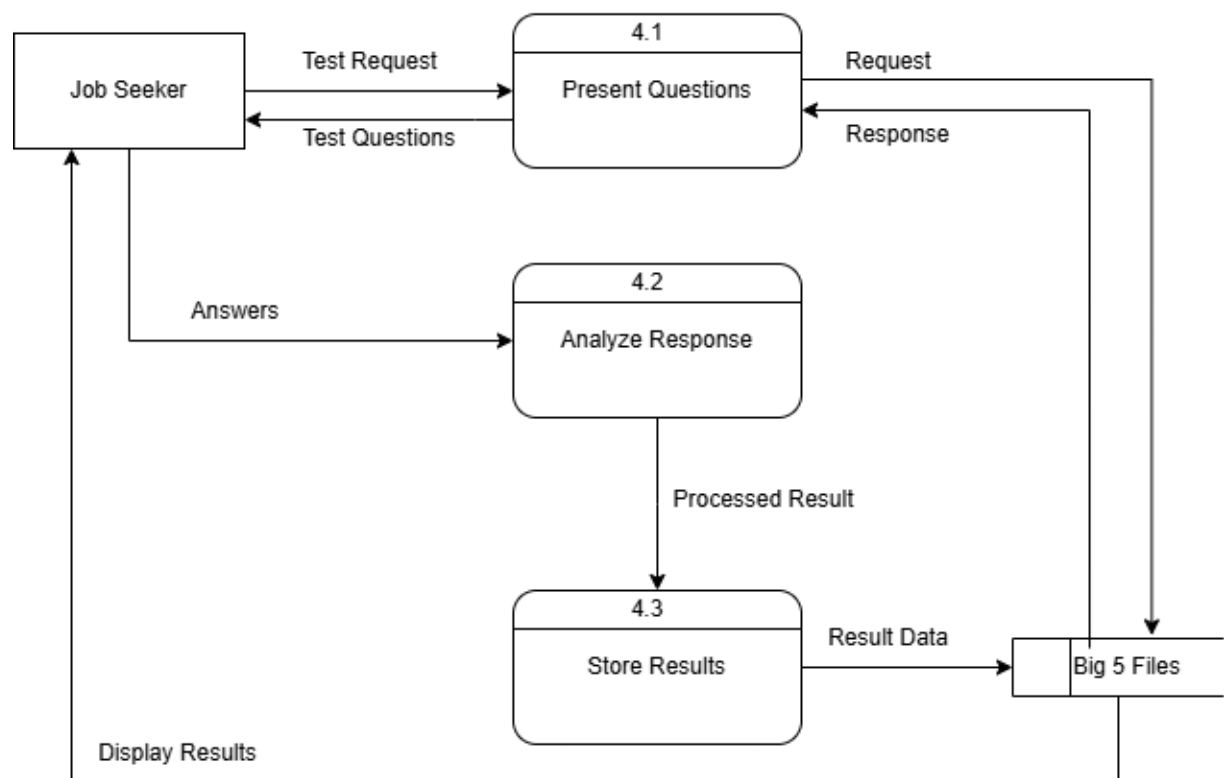 4.1
Job Seeker
Test Request
Present Questions
Request
Test Questions
Response
4.2
Answers
Analyze Response
Processed Result
4.3
Store Results
Result Data
Big 5 Files
Display Results